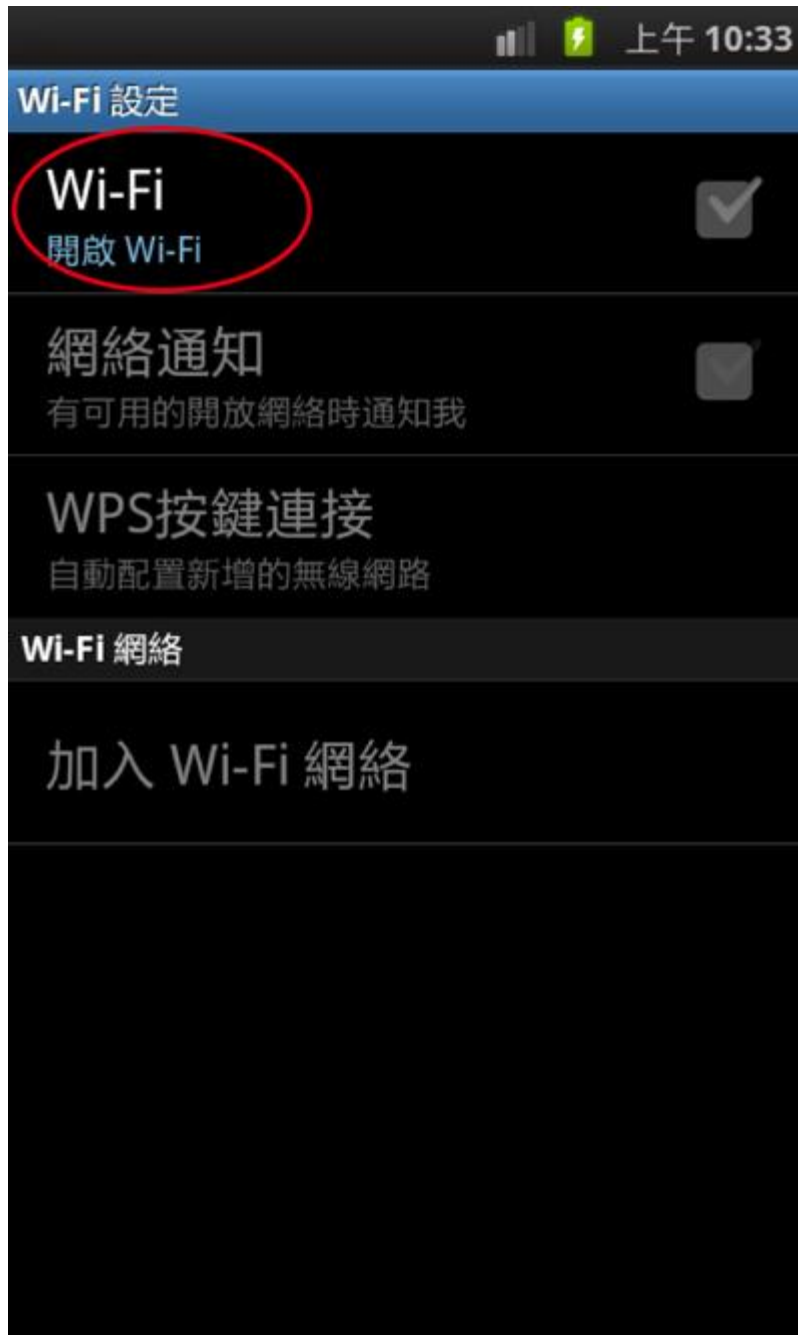 上午 10:33
Wi-Fi 設定
Wi-Fi
開啟 Wi-Fi
網絡通知
有可用的開放網絡時通知我
WPS按鍵連接
自動配置新增的無線網路
Wi-Fi 網絡
加入 Wi-Fi 網絡